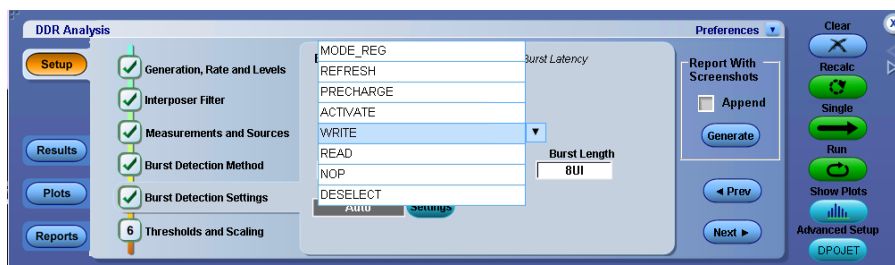 DDR Analysis
Preferences
Clear
Setup
Generation, Rate and Levels
Interposer Filter
Measurements and Sources
Burst Detection Method
Burst Detection Settings
6 Thresholds and Scaling
Results
Plots
Reports
Burst Latency
MODE_REG
REFRESH
PRECHARGE
ACTIVATE
WRITE
READ
NOP
DESELECT
Burst Length
8UI
Auto
Settings
Report With
Screenshots
Append
Generate
◄ Prev
Next ►
Recalc
Single
Run
Show Plots
Advanced Setup
DPOJET